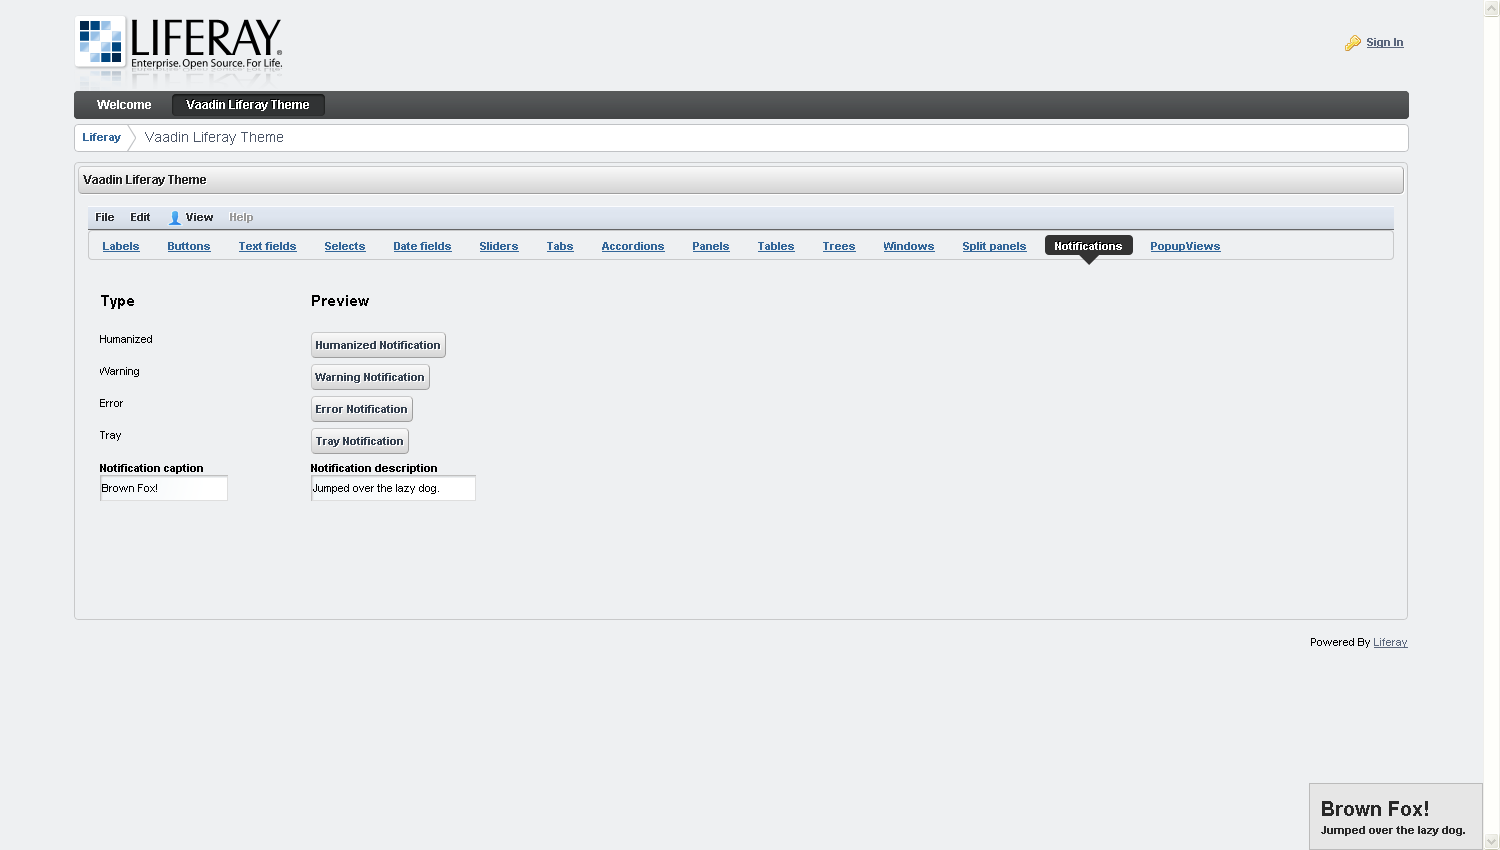 LIFERAY.
Enterprise. Open Source. For Life.
Sign In
Welcome Vaadin Liferay Theme
Liferay Vaadin Liferay Theme
Vaadin Liferay Theme
File Edit View Help
Labels Buttons Text fields Selects Date fields Sliders Tabs Accordions Panels Tables Trees Windows Split panels Notifications PopupViews
Type Preview
Humanized Humanized Notification
Warning Warning Notification
Error Error Notification
Tray Tray Notification
Notification caption Notification description
Brown Fox! Jumped over the lazy dog.
Powered By Liferay
Brown Fox!
Jumped over the lazy dog.